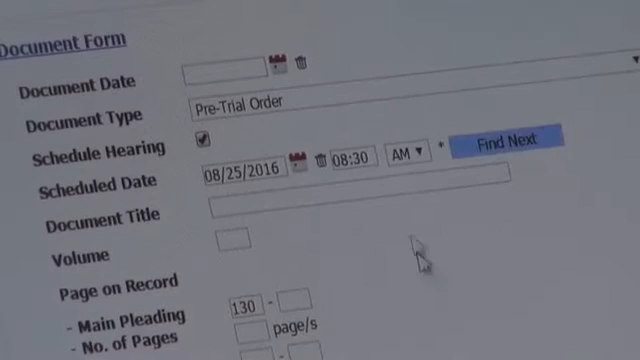 Document Form
Document Date
Document Type Pre-Trial Order
Schedule Hearing
Scheduled Date 08/25/2016 08:30 AM * Find Next
Document Title
Volume
Page on Record
- Main Pleading 130 -
- No. of Pages page/s
-